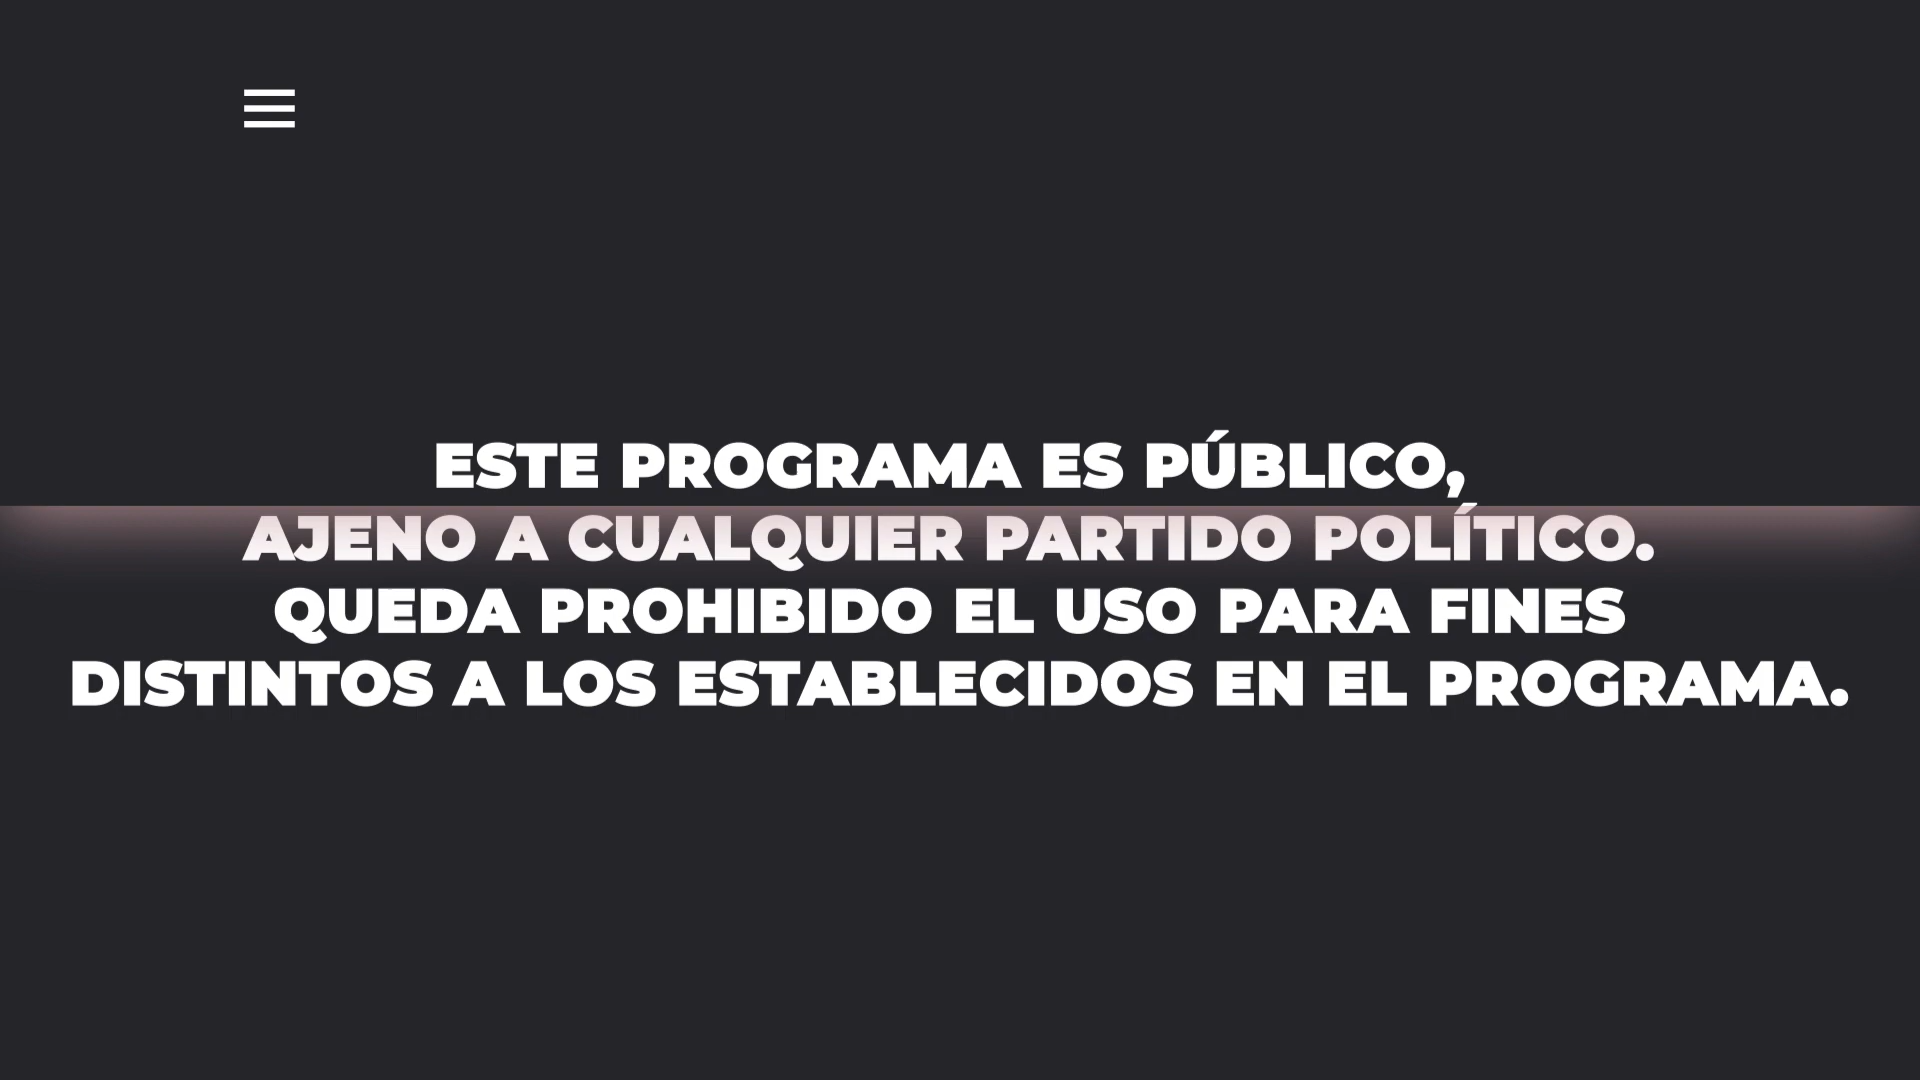 ESTE PROGRAMA ES PÚBLICO,
AJENO A CUALQUIER PARTIDO POLÍTICO.
QUEDA PROHIBIDO EL USO PARA FINES
DISTINTOS A LOS ESTABLECIDOS EN EL PROGRAMA.